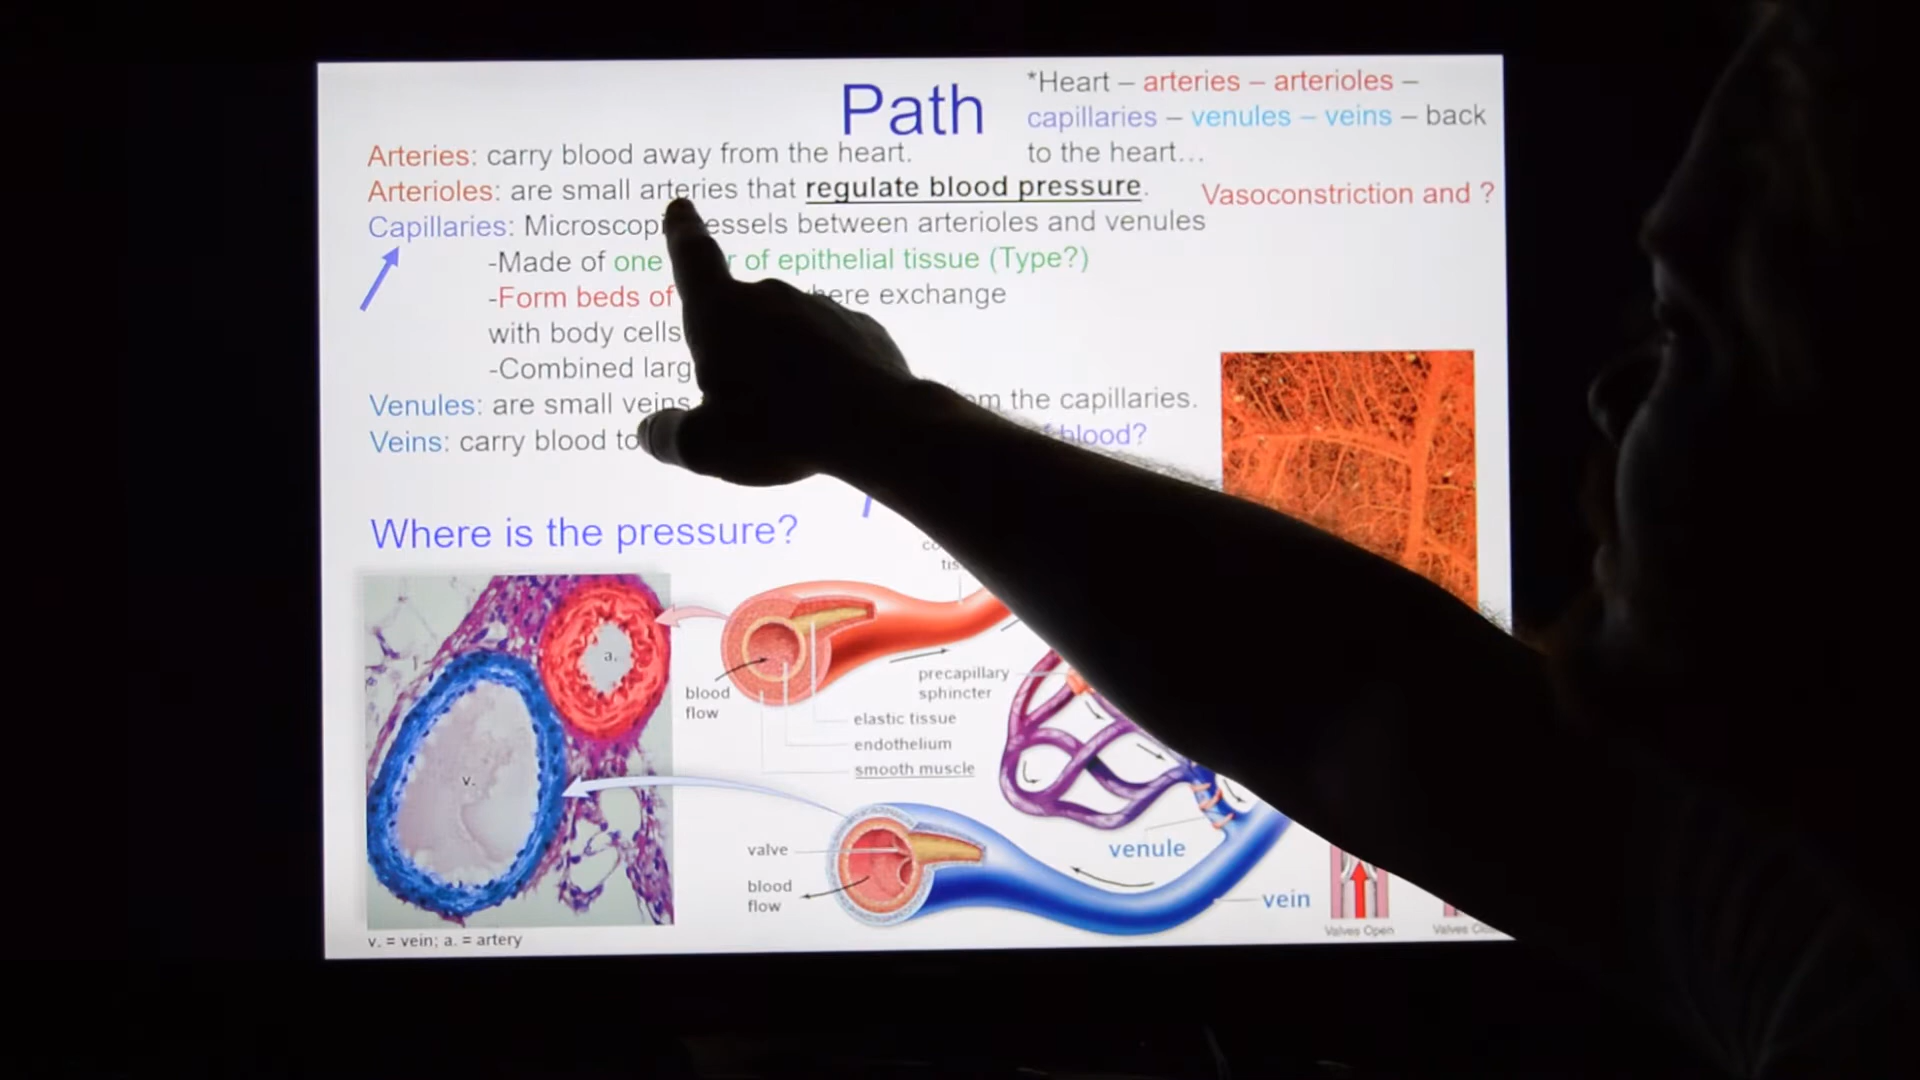 Path
*Heart – arteries – arterioles –
capillaries – venules – veins – back
to the heart...
Arteries: carry blood away from the heart.
Arterioles: are small arteries that regulate blood pressure.
Vasoconstriction and ?
Capillaries: vessels between arterioles and venules
-Made of one of epithelial tissue (Type?)
-Form beds of exchange
with body cells
-Combined
Venules: are small veins the capillaries.
Veins: carry blood to blood?
Where is the pressure?
a.
v.
v. = vein; a. = artery
blood
flow
elastic tissue
endothelium
smooth muscle
precapillary
sphincter
valve
blood
flow
venule
vein
Valves Open
Valves